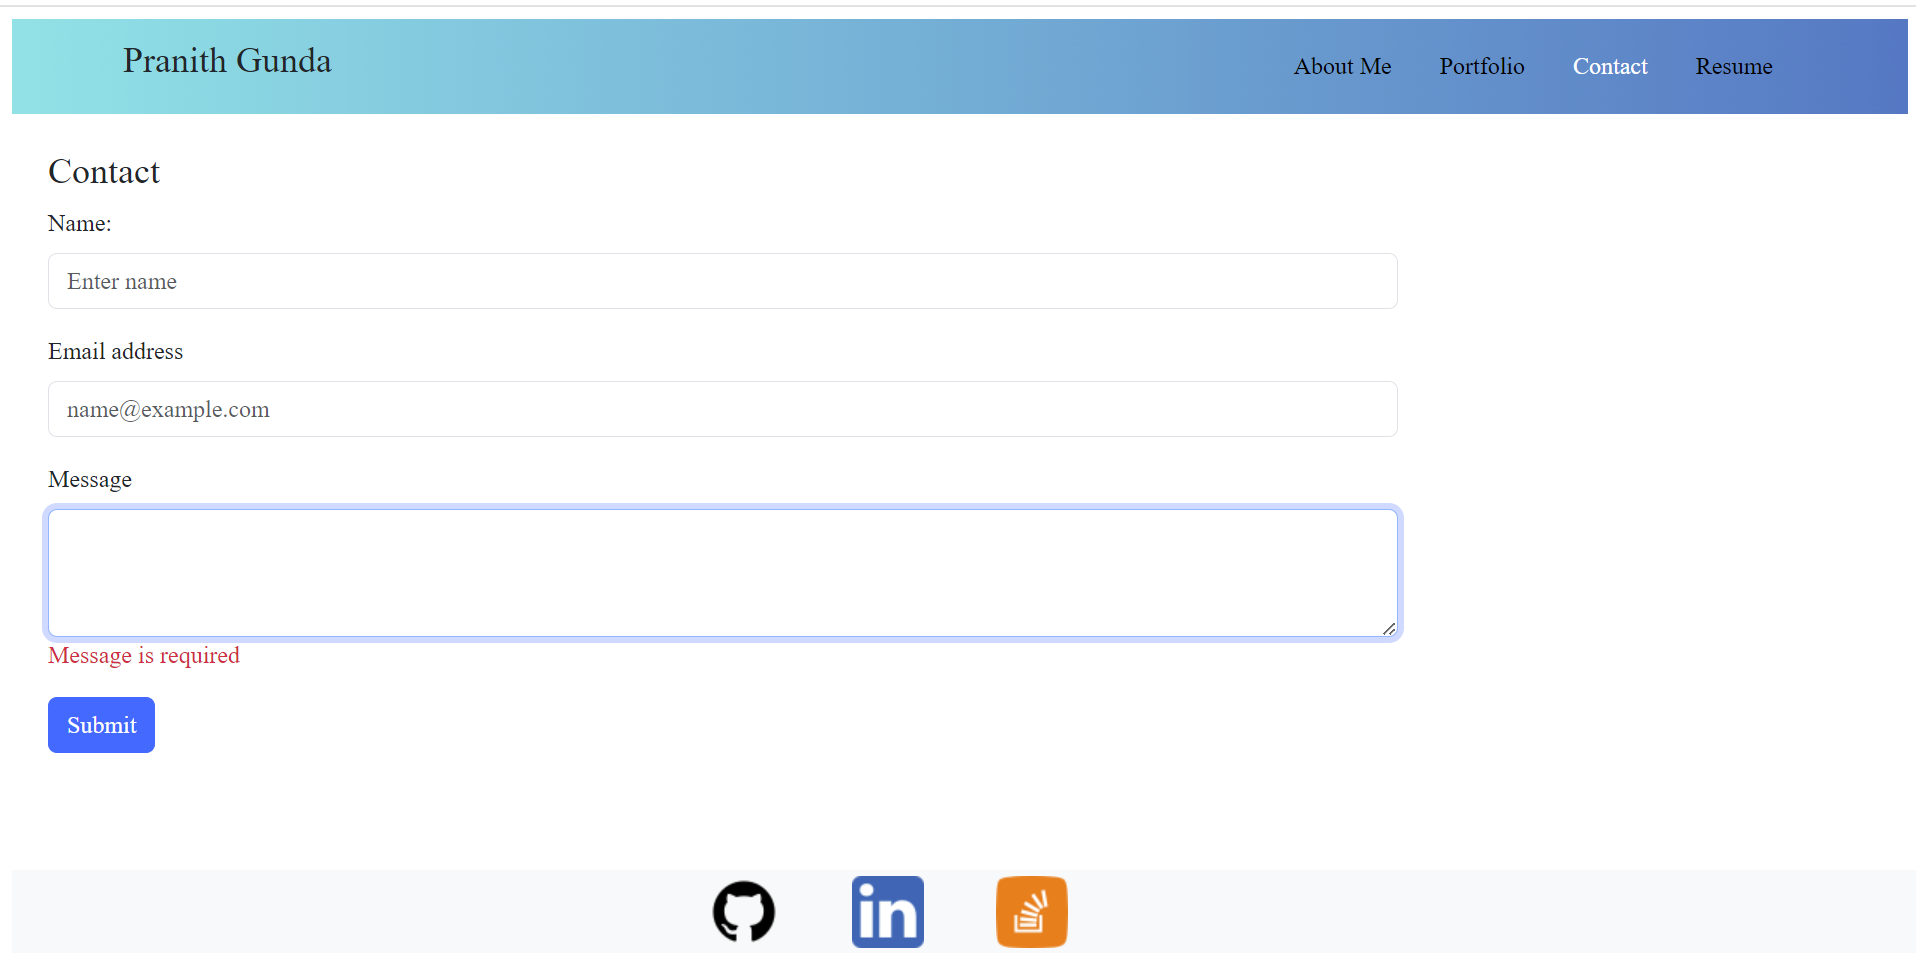 Pranith Gunda
About Me Portfolio Contact Resume
Contact
Name:
Enter name
Email address
name@example.com
Message
Message is required
Submit
in